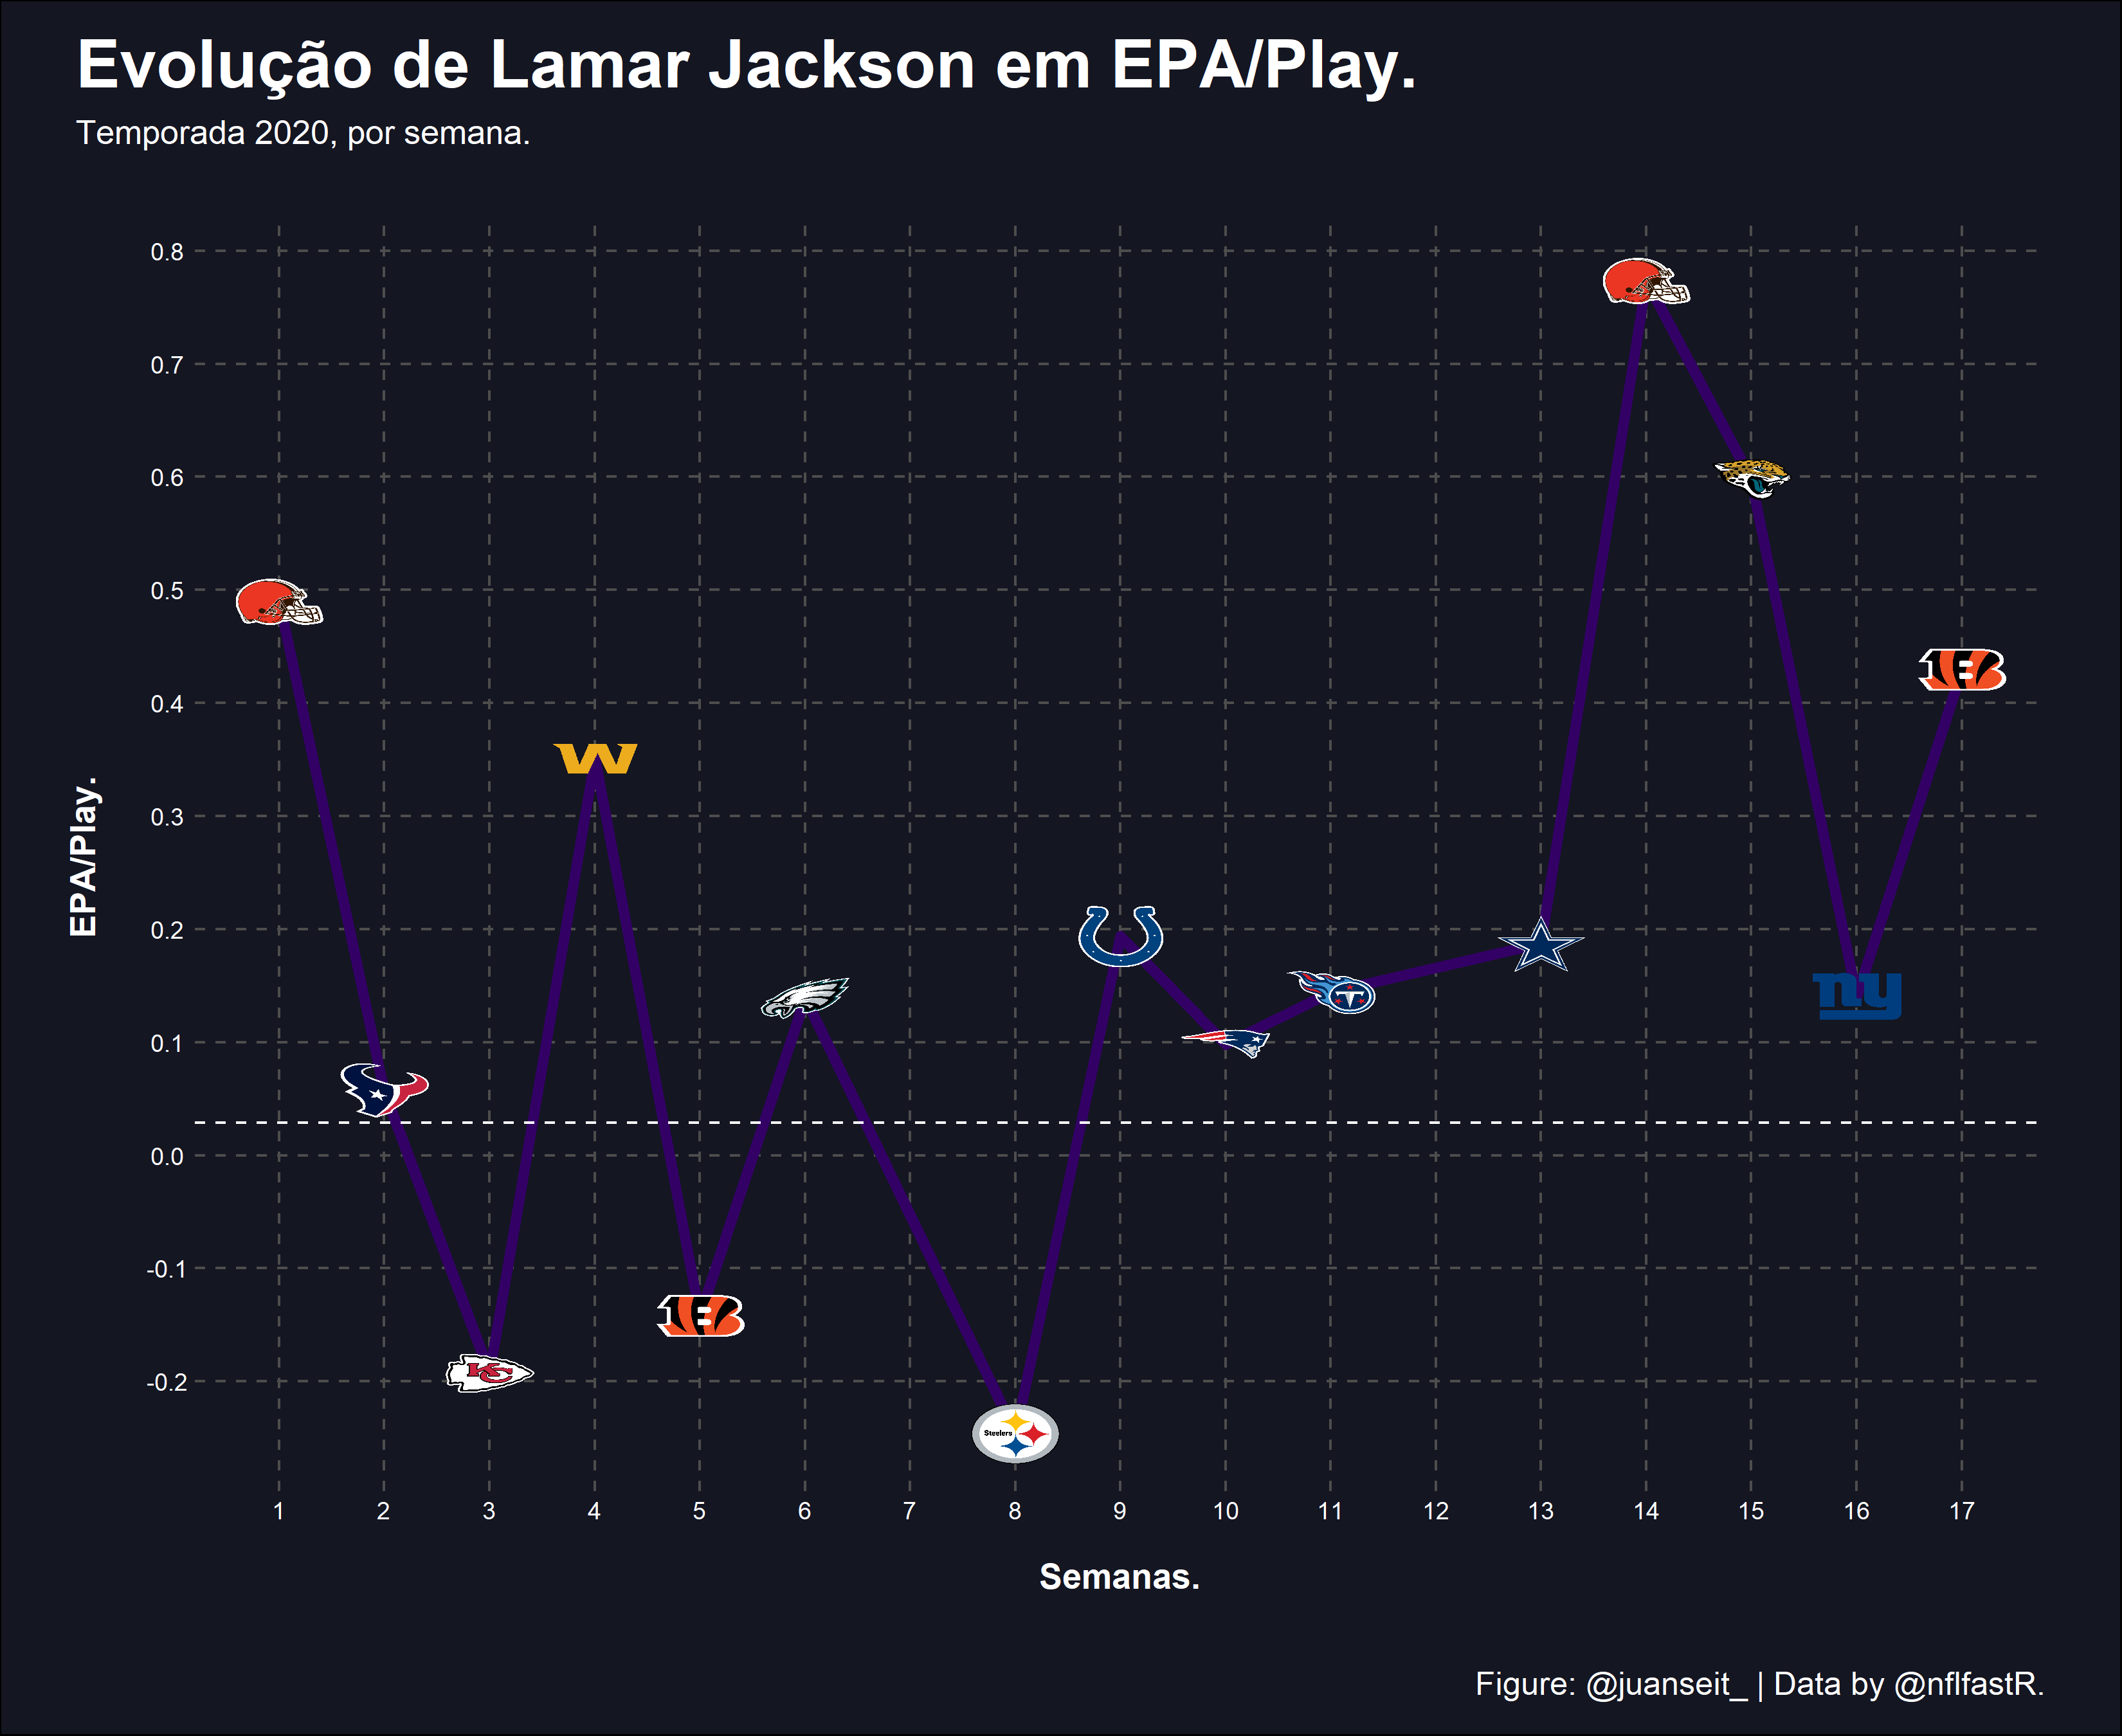 Evolução de Lamar Jackson em EPA/Play.
Temporada 2020, por semana.
EPA/Play.
0.8
0.7
0.6
0.5
0.4
0.3
0.2
0.1
0.0
-0.1
-0.2
Steelers
1 2 3 4 5 6 7 8 9 10 11 12 13 14 15 16 17
Semanas.
Figure: @juanseit_ | Data by @nflfastR.
W
KC
B
T
ny
B